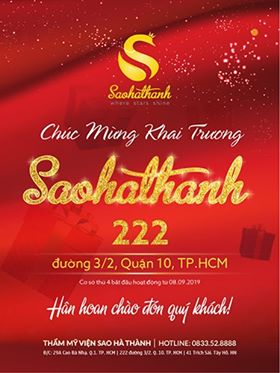 Saohathanh
where stars shine
Chúc Mừng Khai Trương
Saohathanh
222
đường 3/2, Quận 10, TP.HCM
Cơ sở thứ 4 bắt đầu hoạt động từ 08.09.2019
Hân hoan chào đón quý khách!
THẨM MỸ VIỆN SAO HÀ THÀNH | HOTLINE: 0833.52.8888
Đ/C: 29A Cao Bá Nhạ. Q.1. TP. HCM | 222 đường 3/2. Q. 10. TP. HCM | 41 Trích Sài. Tây Hồ. HN